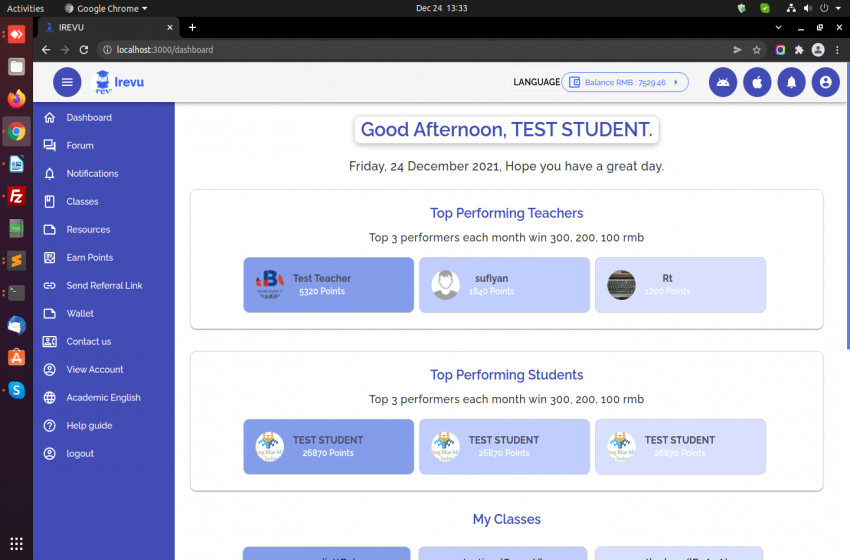 Activities
Google Chrome
Dec 24 13:33
IREVU
localhost:3000/dashboard
Irevu
LANGUAGE
Balance RMB : 7529.46
Dashboard
Forum
Notifications
Classes
Resources
Earn Points
Send Referral Link
Wallet
Contact us
View Account
Academic English
Help guide
logout
Good Afternoon, TEST STUDENT.
Friday, 24 December 2021, Hope you have a great day.
Top Performing Teachers
Top 3 performers each month win 300, 200, 100 rmb
Test Teacher
5320 Points
sufiyan
1840 Points
Rt
1200 Points
Top Performing Students
Top 3 performers each month win 300, 200, 100 rmb
TEST STUDENT
26870 Points
TEST STUDENT
26870 Points
TEST STUDENT
26870 Points
My Classes